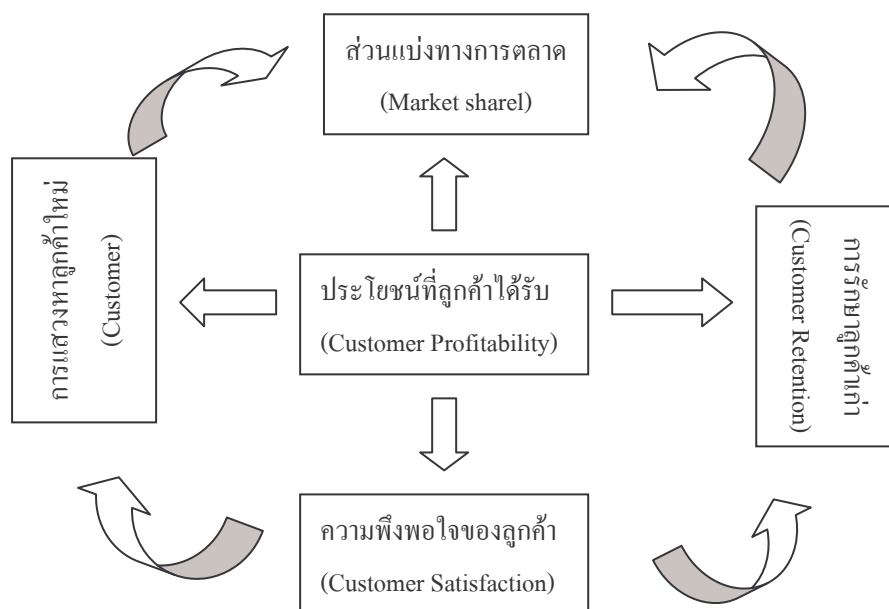 ส่วนแบ่งทางการตลาด
(Market sharel)
การแสวงหาลูกค้าใหม่
(Customer)
ประโยชน์ที่ลูกค้าได้รับ
(Customer Profitability)
การรักษาลูกค้าเก่า
(Customer Retention)
ความพึงพอใจของลูกค้า
(Customer Satisfaction)